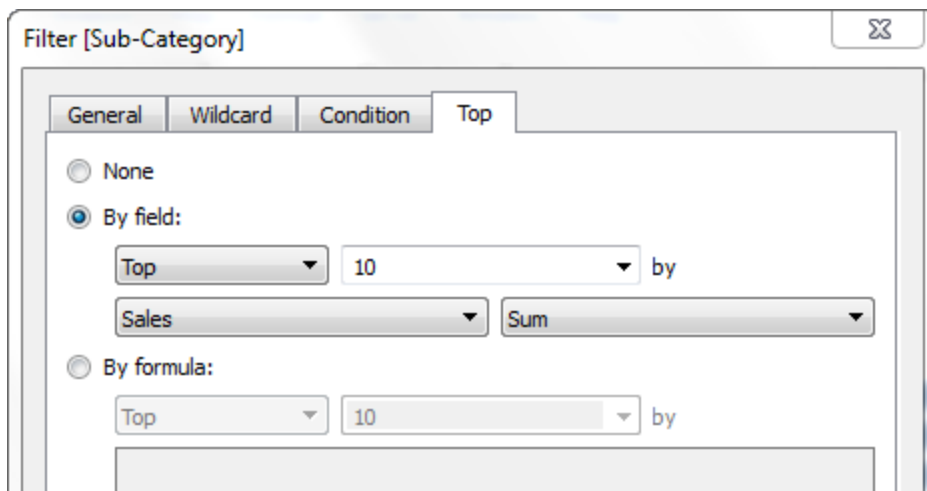 Filter [Sub-Category]
General Wildcard Condition Top
None
By field:
Top 10 by
Sales Sum
By formula:
Top 10 by